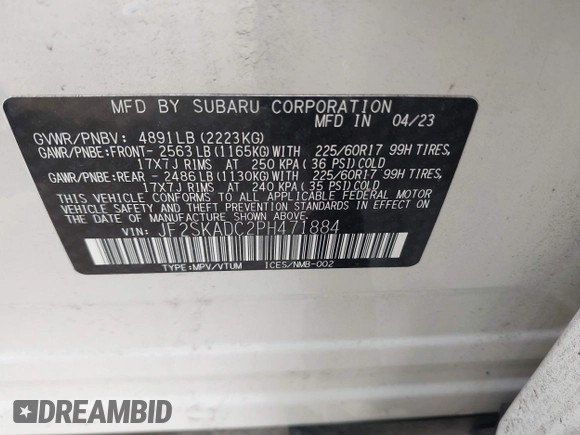 MFD BY SUBARU CORPORATION
MFD IN 04/23
GVWR/PNBV: 4891LB (2223KG)
GAWR/PNBE:FRONT- 2563 LB (1165KG) WITH 225/60R17 99H TIRES,
17X7J RIMS AT 250 KPA (36 PSI) COLD
GAWR/PNBE:REAR - 2486 LB (1130KG) WITH 225/60R17 99H TIRES,
17X7J RIMS AT 240 KPA (35 PSI) COLD
THIS VEHICLE CONFORMS TO ALL APPLICABLE FEDERAL MOTOR
VEHICLE SAFETY, BUMPER, AND THEFT PREVENTION STANDARDS
IN EFFECT ON THE DATE OF MANUFACTURE SHOWN ABOVE.
VIN: JF2SKADC2PH471884
TYPE:MPV/VTUM ICES/NMB-002
DREAMBID